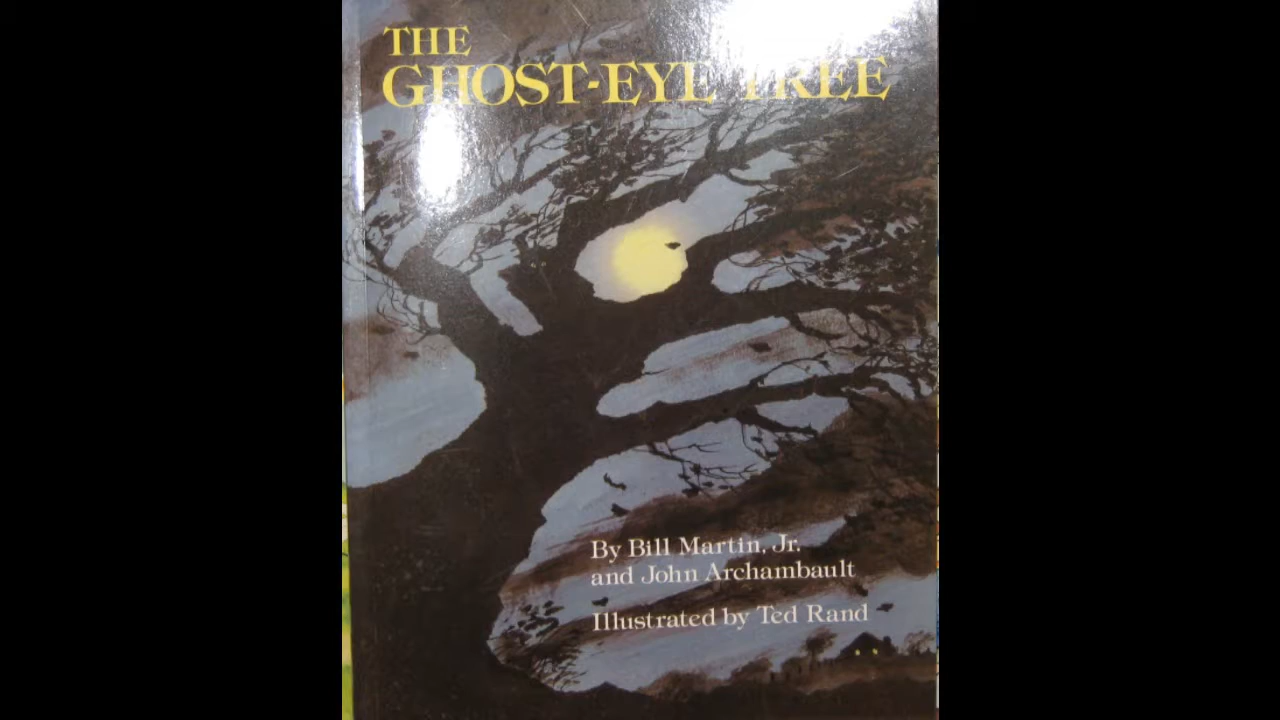 THE
GHOST-EYE TREE
By Bill Martin, Jr.
and John Archambault
Illustrated by Ted Rand